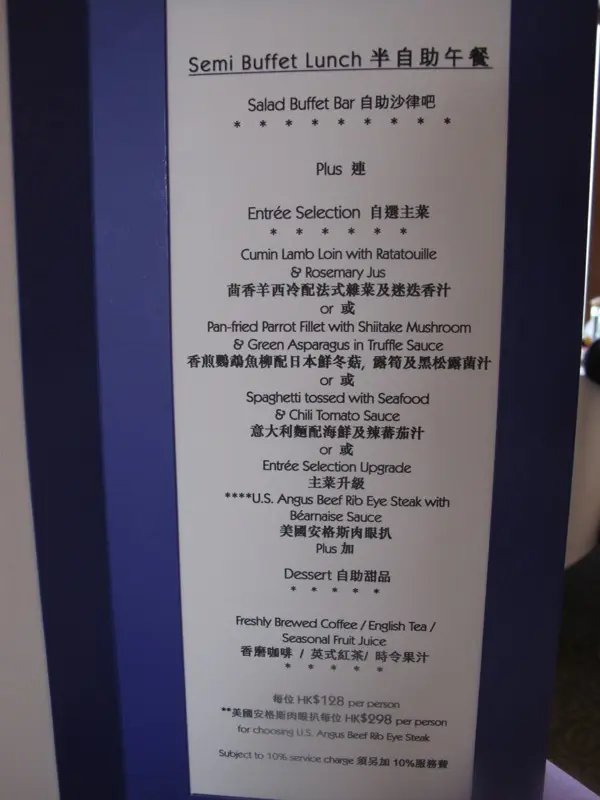 Semi Buffet Lunch 半自助午餐
Salad Buffet Bar 自助沙律吧
* * * * * * * * *
Plus 連
Entrée Selection 自選主菜
* * * * * *
Cumin Lamb Loin with Ratatouille
& Rosemary Jus
茴香羊西冷配法式雜菜及迷迭香汁
or 或
Pan-fried Parrot Fillet with Shiitake Mushroom
& Green Asparagus in Truffle Sauce
香煎鸚鵡魚柳配日本鮮冬菇, 露筍及黑松露菌汁
or 或
Spaghetti tossed with Seafood
& Chili Tomato Sauce
意大利麵配海鮮及辣蕃茄汁
or 或
Entrée Selection Upgrade
主菜升級
****U.S. Angus Beef Rib Eye Steak with
Béarnaise Sauce
美國安格斯肉眼扒
Plus 加
Dessert 自助甜品
* * * * *
Freshly Brewed Coffee / English Tea /
Seasonal Fruit Juice
香磨咖啡 / 英式紅茶/ 時令果汁
* * * * *
每位 HK$128 per person
**美國安格斯肉眼扒每位 HK$298 per person
for choosing U.S. Angus Beef Rib Eye Steak
Subject to 10% service charge 須另加 10%服務費